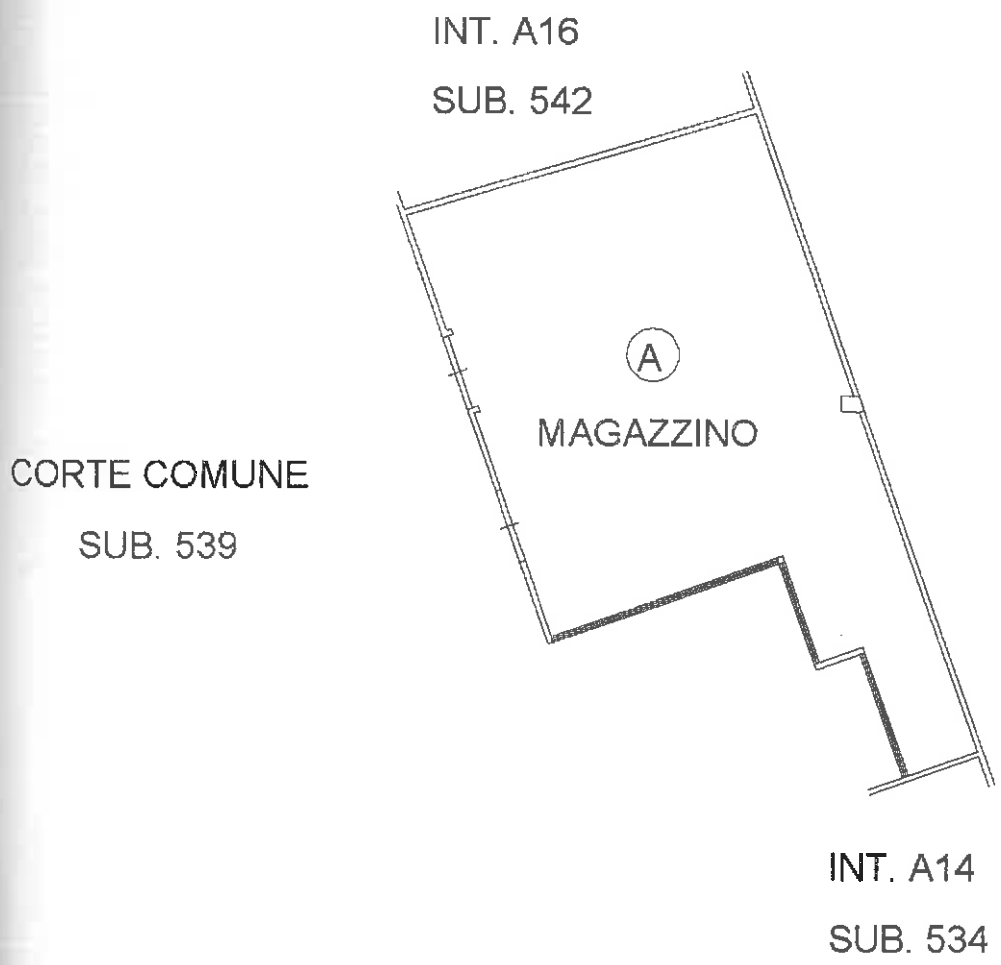 INT. A16
SUB. 542
A
MAGAZZINO
CORTE COMUNE
SUB. 539
INT. A14
SUB. 534